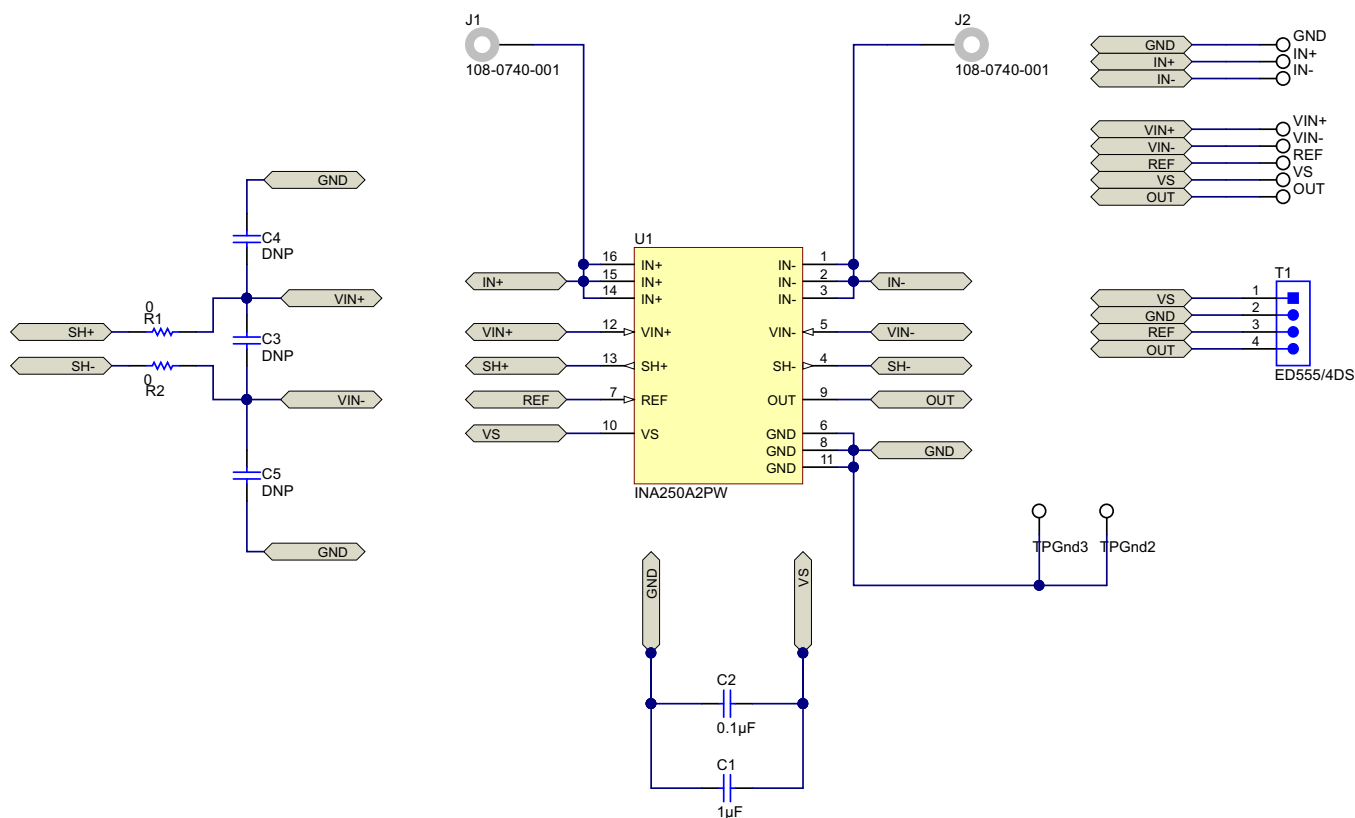 J1
108-0740-001
J2
108-0740-001
GND GND
IN+ IN+
IN- IN-
VIN+ VIN+
VIN- VIN-
REF REF
VS VS
OUT OUT
GND
C4
DNP
VIN+
0
R1
SH+
C3
DNP
SH-
0
R2
VIN-
C5
DNP
GND
U1
16 IN+ IN- 1
IN+ 15 IN+ IN- 2 IN-
14 IN+ IN- 3
VIN+ 12 VIN+ VIN- 5 VIN-
SH+ 13 SH+ SH- 4 SH-
REF 7 REF OUT 9 OUT
VS 10 VS GND 6
GND 8 GND
GND 11
INA250A2PW
T1
VS 1
GND 2
REF 3
OUT 4
ED555/4DS
TPGnd3 TPGnd2
GND VS
C2
0.1µF
C1
1µF